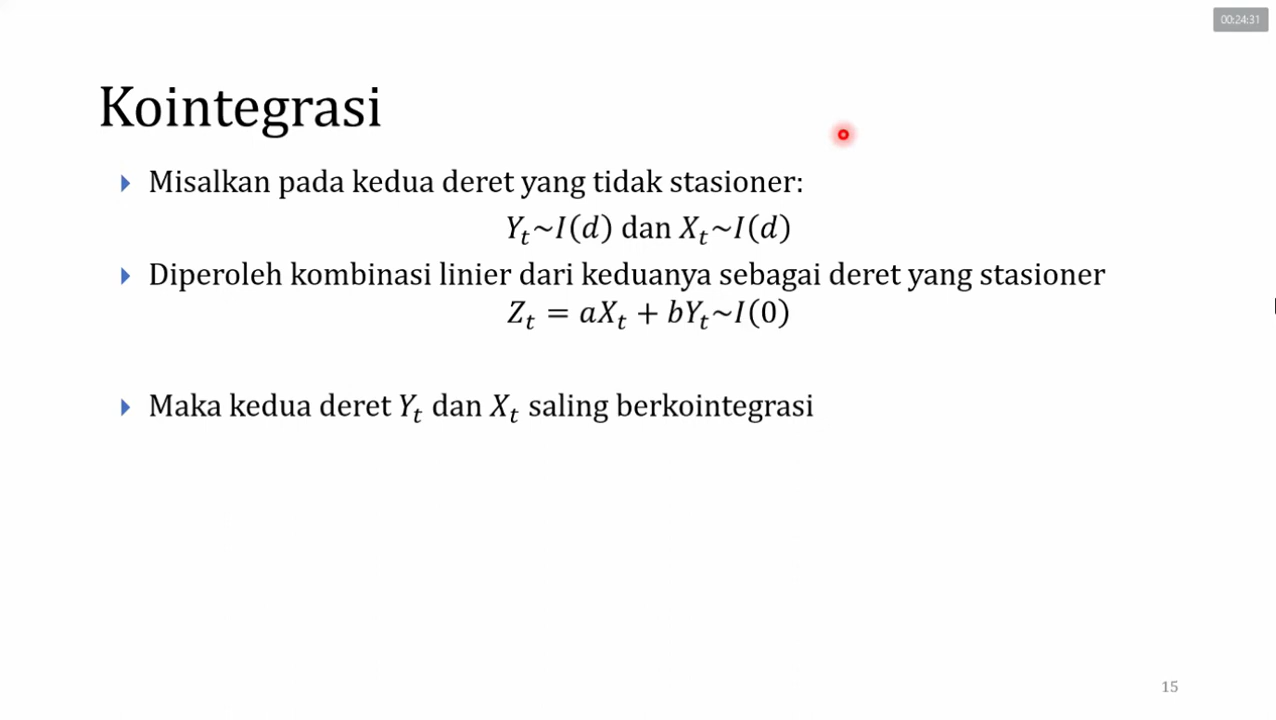 00:24:31
Kointegrasi
Misalkan pada kedua deret yang tidak stasioner:
Yₜ~I(d) dan Xₜ~I(d)
Diperoleh kombinasi linier dari keduanya sebagai deret yang stasioner
Zₜ = aXₜ + bYₜ~I(0)
Maka kedua deret Yₜ dan Xₜ saling berkointegrasi
15